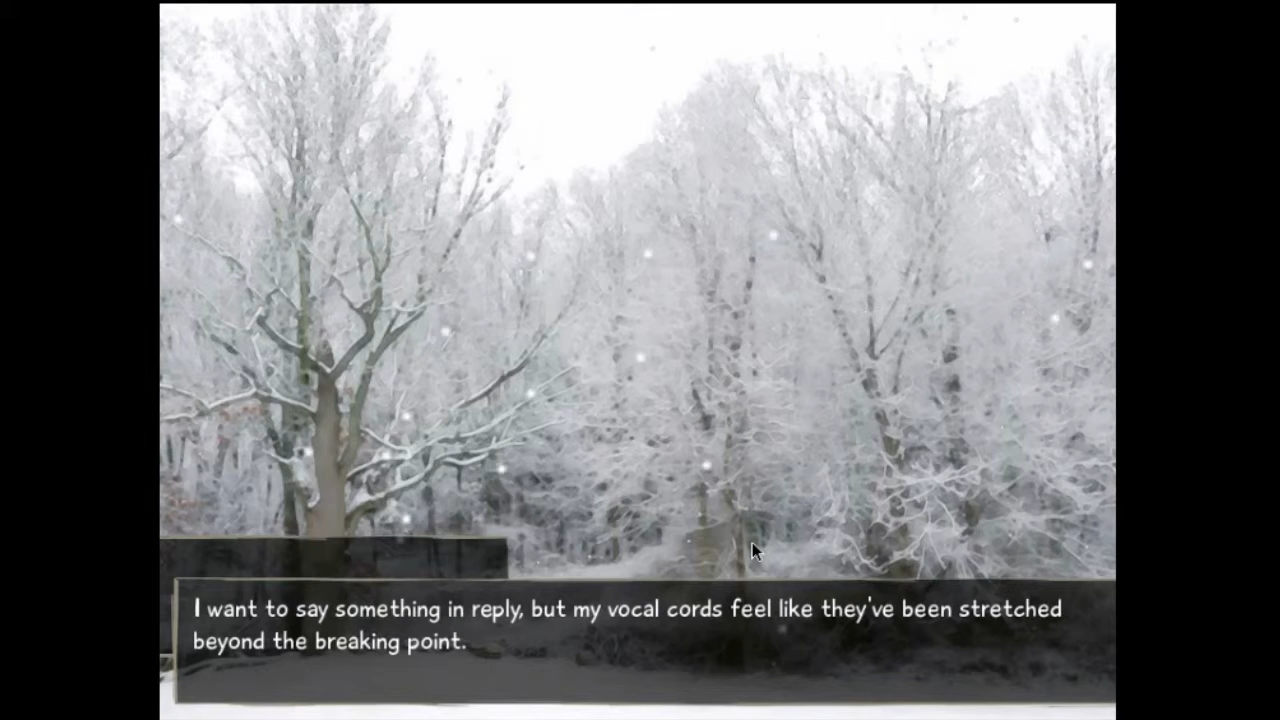 I want to say something in reply, but my vocal cords feel like they've been stretched
beyond the breaking point.